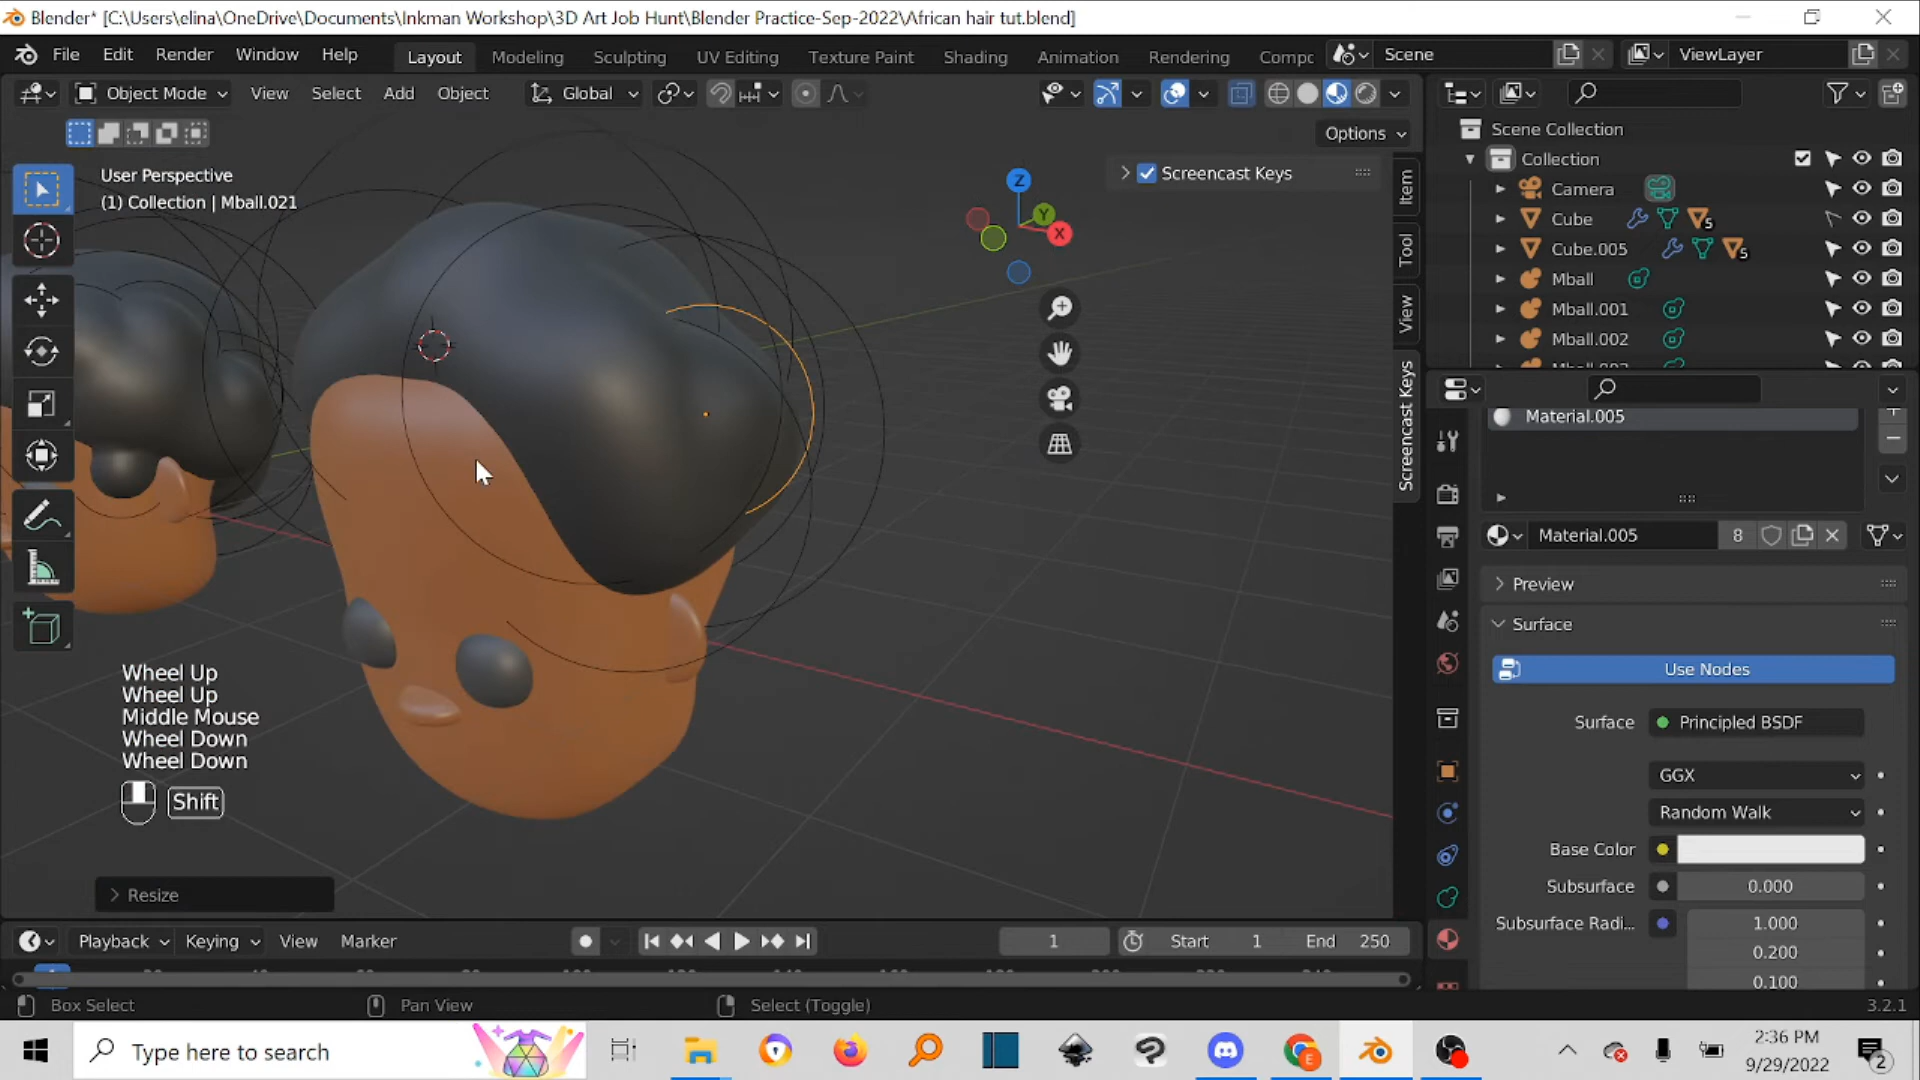 Blender* [C:\Users\elina\OneDrive\Documents\Inkman Workshop\3D Art Job Hunt\Blender Practice-Sep-2022\African hair tut.blend]
File Edit Render Window Help Layout Modeling Sculpting UV Editing Texture Paint Shading Animation Rendering Compc Scene ViewLayer
Object Mode View Select Add Object Global
Options
User Perspective
(1) Collection | Mball.021
Screencast Keys
Z
Y
X
Item
Tool
View
Screencast Keys
Scene Collection
Collection
Camera
Cube 5
Cube.005 5
Mball
Mball.001
Mball.002
Material.005
Material.005 8
Preview
Surface
Use Nodes
Surface Principled BSDF
GGX
Random Walk
Base Color
Subsurface 0.000
Subsurface Radi... 1.000
0.200
0.100
Wheel Up
Wheel Up
Middle Mouse
Wheel Down
Wheel Down
Shift
Resize
Playback Keying View Marker 1 Start 1 End 250
Box Select Pan View Select (Toggle) 3.2.1
Type here to search
E
2:36 PM
9/29/2022
2